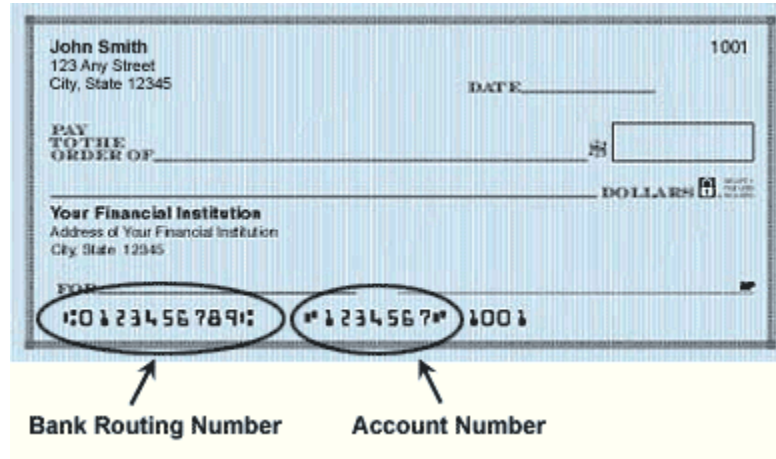 John Smith
1001
123 Any Street
City, State 12345
DATE
PAY
TO THE
ORDER OF
$
DOLLARS
Your Financial Institution
Address of Your Financial Institution
City, State 12345
FOR
MP
⑆0123456789⑆ ⑈1234567⑈ 1001
Bank Routing Number
Account Number